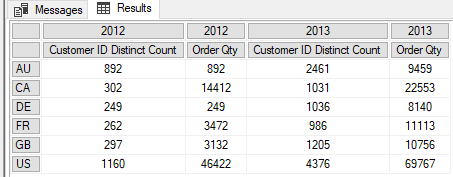 Messages Results
2012 2012 2013 2013
Customer ID Distinct Count Order Qty Customer ID Distinct Count Order Qty
AU 892 892 2461 9459
CA 302 14412 1031 22553
DE 249 249 1036 8140
FR 262 3472 986 11113
GB 297 3132 1205 10756
US 1160 46422 4376 69767